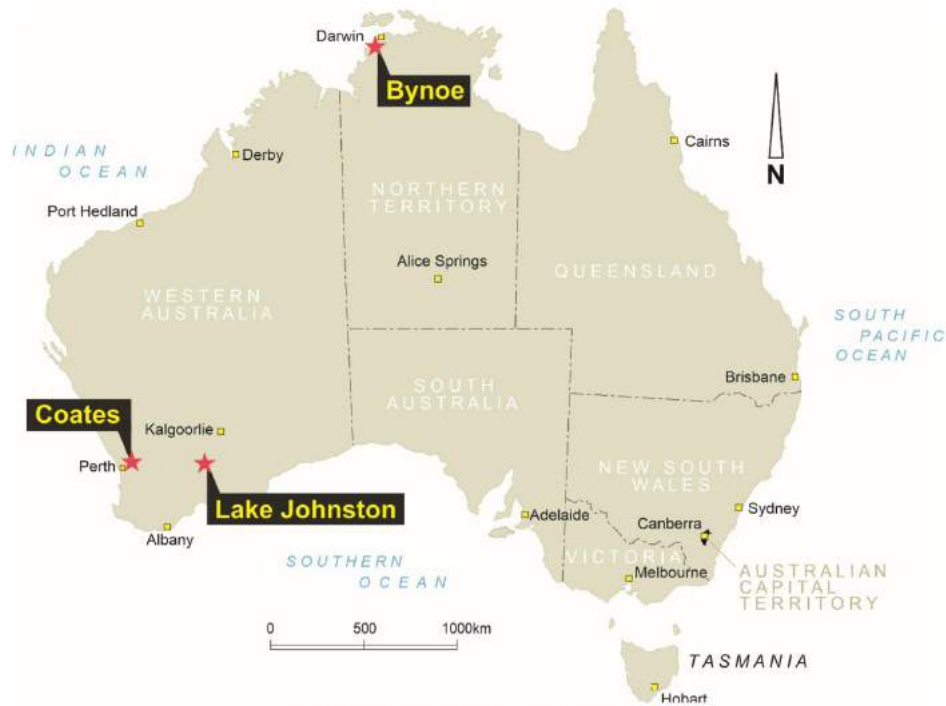 Darwin
Bynoe
INDIAN
OCEAN
Derby
Cairns
N
NORTHERN
TERRITORY
Port Hedland
Alice Springs
QUEENSLAND
WESTERN
AUSTRALIA
SOUTH
PACIFIC
OCEAN
Brisbane
SOUTH
AUSTRALIA
Coates
Kalgoorlie
Perth
NEW SOUTH
WALES
Lake Johnston
Sydney
Adelaide
Canberra
Albany
SOUTHERN
OCEAN
VICTORIA
Melbourne
AUSTRALIAN
CAPITAL
TERRITORY
0 500 1000km
TASMANIA
Hobart